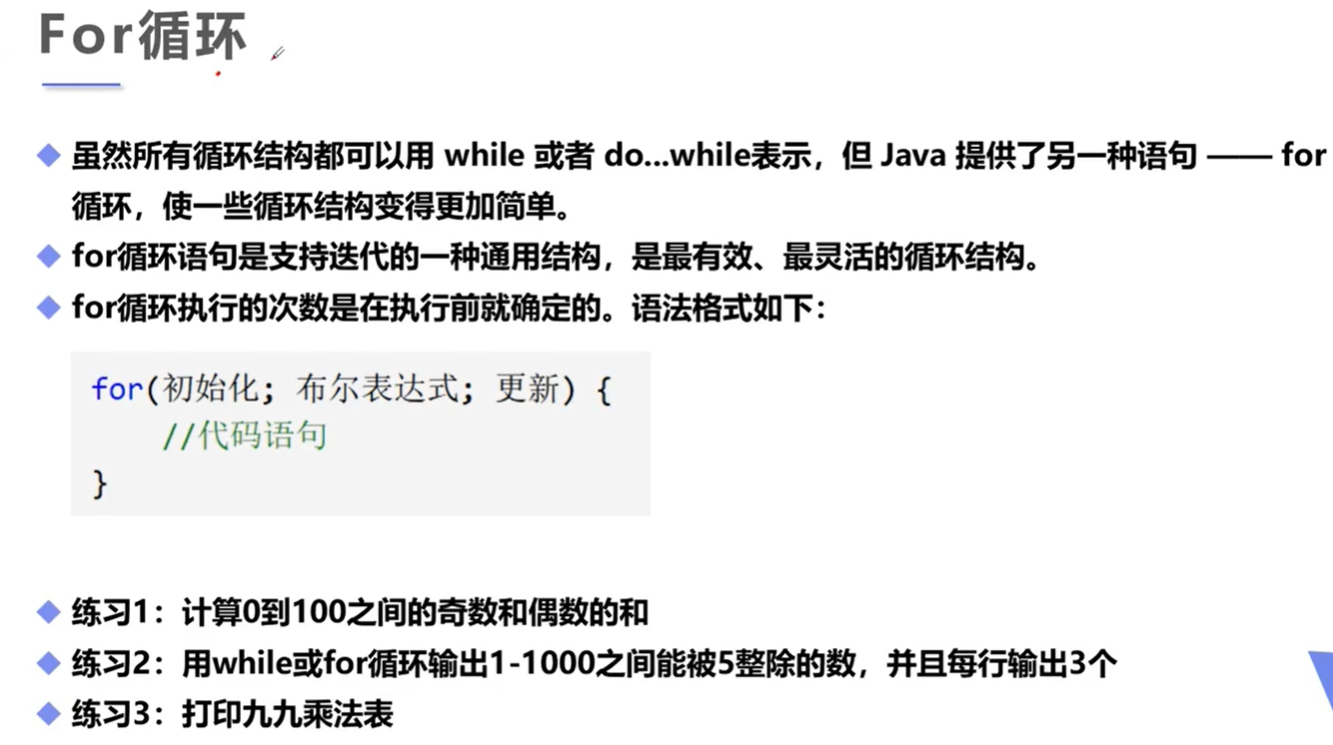 For循环
虽然所有循环结构都可以用 while 或者 do...while表示，但 Java 提供了另一种语句 —— for
循环，使一些循环结构变得更加简单。
for循环语句是支持迭代的一种通用结构，是最有效、最灵活的循环结构。
for循环执行的次数是在执行前就确定的。语法格式如下：
for(初始化; 布尔表达式; 更新) {
//代码语句
}
练习1：计算0到100之间的奇数和偶数的和
练习2：用while或for循环输出1-1000之间能被5整除的数，并且每行输出3个
练习3：打印九九乘法表